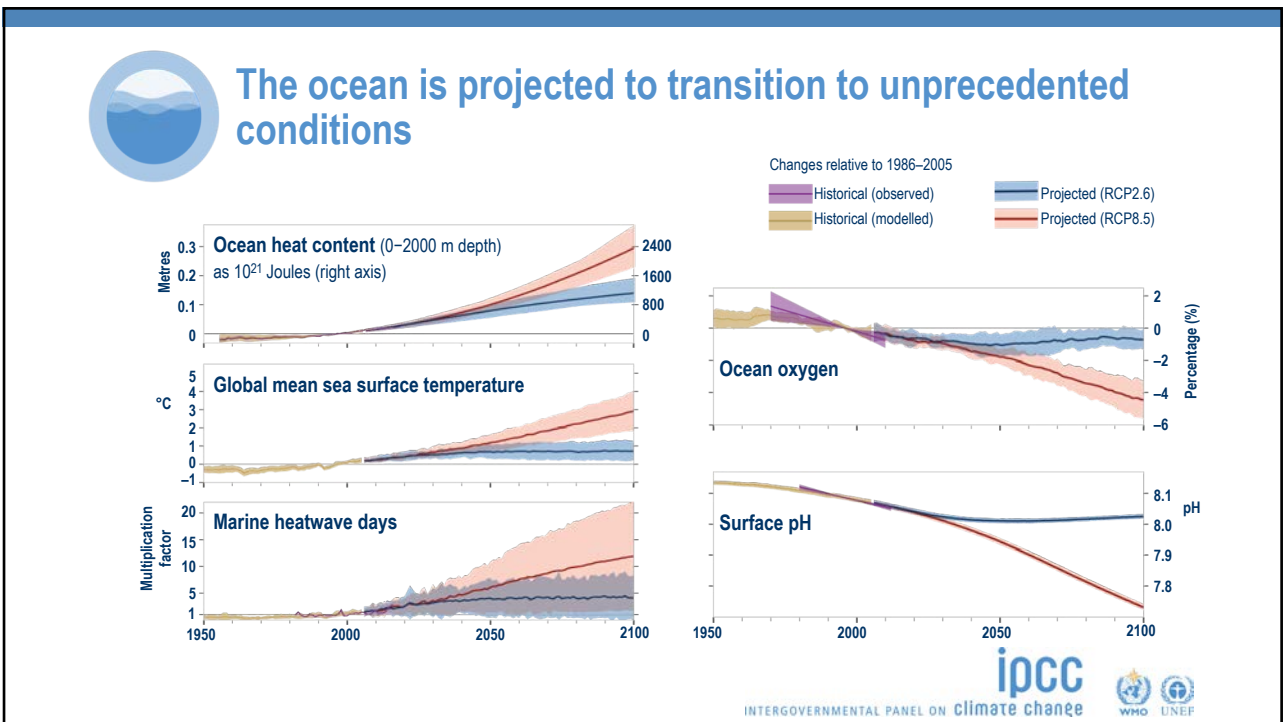 The ocean is projected to transition to unprecedented
conditions
Changes relative to 1986–2005
Historical (observed)
Projected (RCP2.6)
Historical (modelled)
Projected (RCP8.5)
Ocean heat content (0−2000 m depth)
as 10²¹ Joules (right axis)
Metres
0.3
0.2
0.1
0
2400
1600
800
0
Global mean sea surface temperature
°C
5
4
3
2
1
0
−1
Marine heatwave days
Multiplication
factor
20
15
10
5
1
1950
2000
2050
2100
Ocean oxygen
2
0
−2
−4
−6
Percentage (%)
Surface pH
8.1
8.0
7.9
7.8
pH
1950
2000
2050
2100
ipcc
INTERGOVERNMENTAL PANEL ON climate change
WMO
UNEP